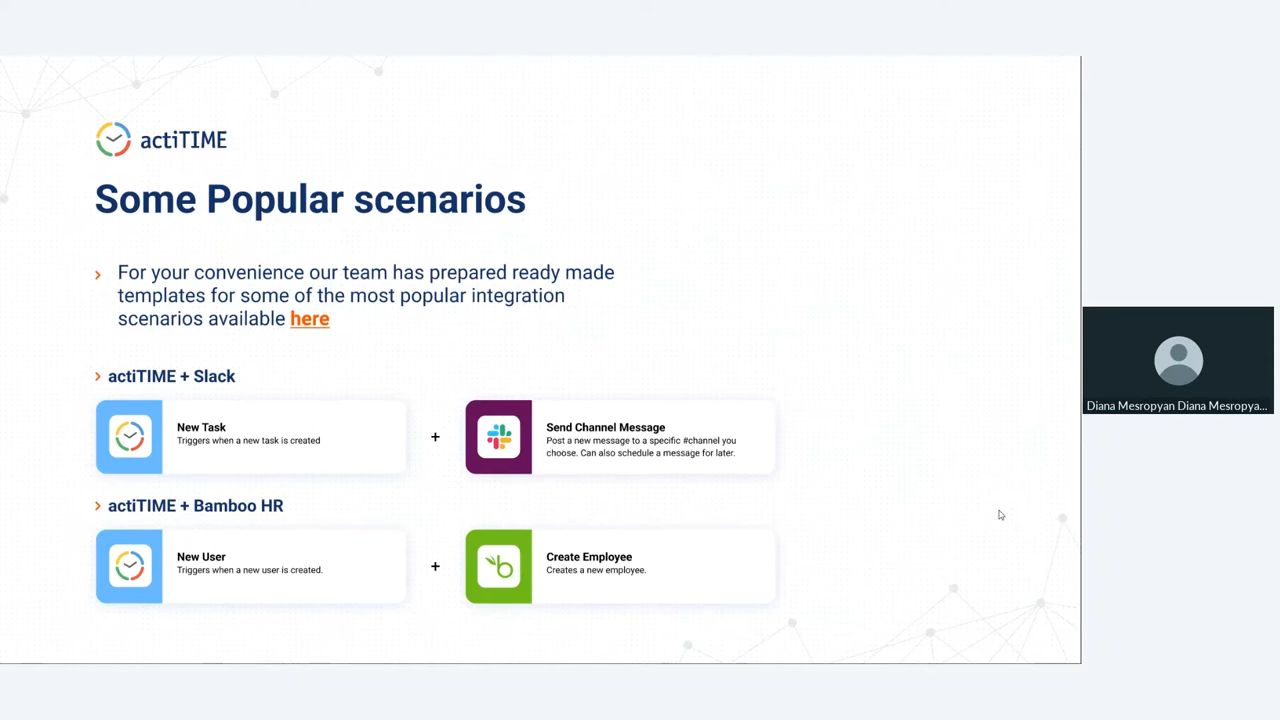 actiTIME
Some Popular scenarios
› For your convenience our team has prepared ready made
templates for some of the most popular integration
scenarios available here
› actiTIME + Slack
New Task
Triggers when a new task is created
+
Send Channel Message
Post a new message to a specific #channel you
choose. Can also schedule a message for later.
› actiTIME + Bamboo HR
New User
Triggers when a new user is created.
+
Create Employee
Creates a new employee.
Diana Mesropyan Diana Mesropya...